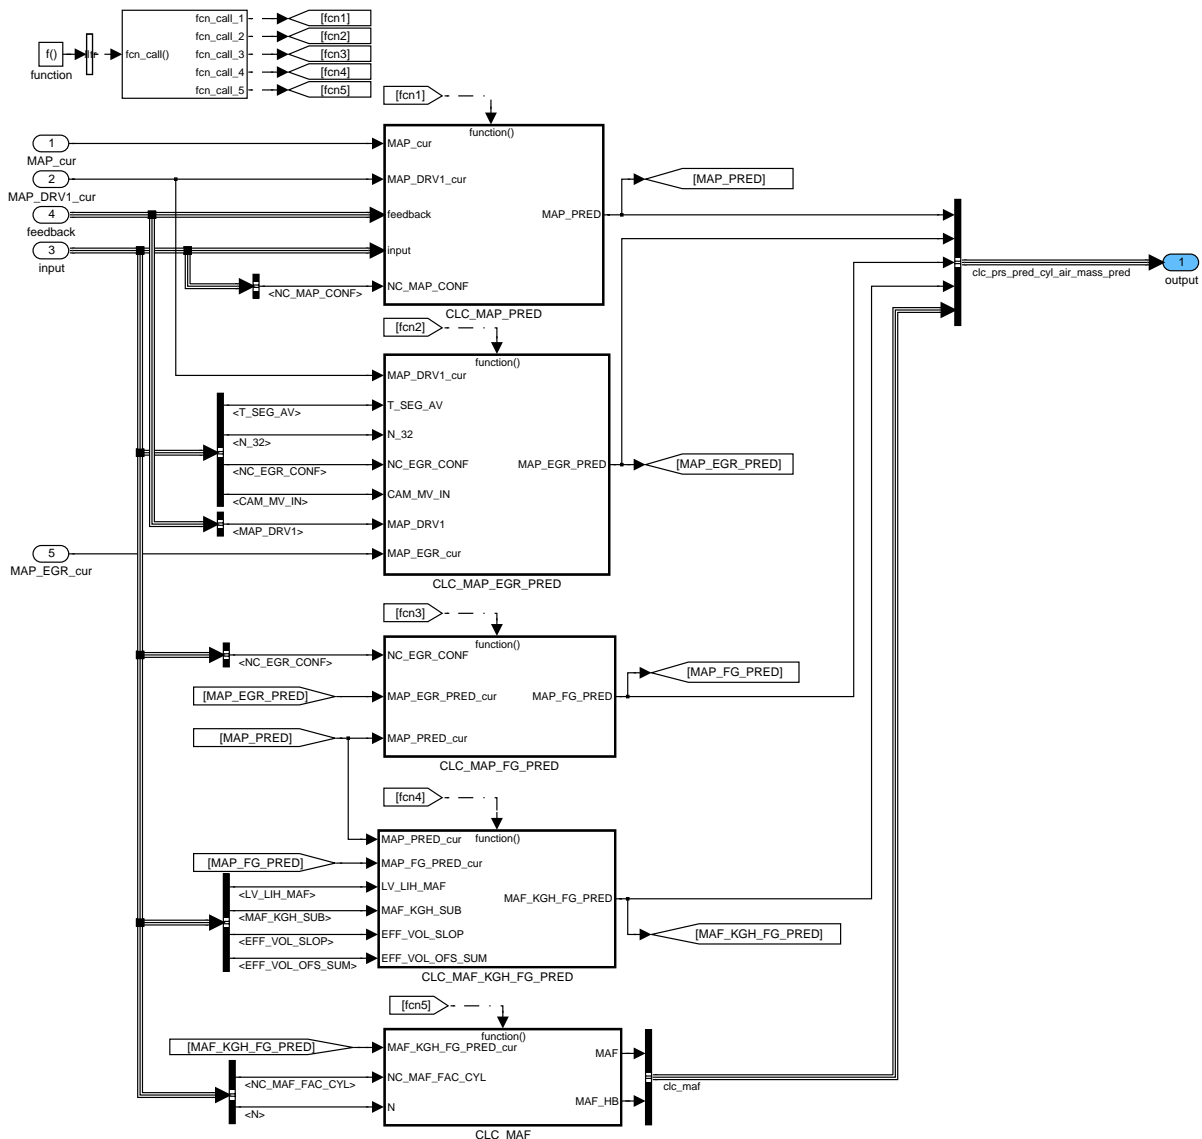 fcn_call_1
[fcn1]
fcn_call_2
[fcn2]
f()
fcn_call()
fcn_call_3
[fcn3]
function
fcn_call_4
[fcn4]
fcn_call_5
[fcn5]
[fcn1]
function()
1
MAP_cur
MAP_cur
2
MAP_DRV1_cur
MAP_DRV1_cur
[MAP_PRED]
4
feedback
feedback
MAP_PRED
3
input
input
<NC_MAP_CONF>
NC_MAP_CONF
CLC_MAP_PRED
clc_prs_pred_cyl_air_mass_pred
1
output
[fcn2]
function()
MAP_DRV1_cur
<T_SEG_AV>
T_SEG_AV
<N_32>
N_32
<NC_EGR_CONF>
NC_EGR_CONF
MAP_EGR_PRED
[MAP_EGR_PRED]
<CAM_MV_IN>
CAM_MV_IN
<MAP_DRV1>
MAP_DRV1
5
MAP_EGR_cur
MAP_EGR_cur
CLC_MAP_EGR_PRED
[fcn3]
function()
<NC_EGR_CONF>
NC_EGR_CONF
[MAP_FG_PRED]
[MAP_EGR_PRED]
MAP_EGR_PRED_cur
MAP_FG_PRED
[MAP_PRED]
MAP_PRED_cur
CLC_MAP_FG_PRED
[fcn4]
function()
MAP_PRED_cur
[MAP_FG_PRED]
MAP_FG_PRED_cur
<LV_LIH_MAF>
LV_LIH_MAF
MAF_KGH_FG_PRED
<MAF_KGH_SUB>
MAF_KGH_SUB
<EFF_VOL_SLOP>
EFF_VOL_SLOP
[MAF_KGH_FG_PRED]
<EFF_VOL_OFS_SUM>
EFF_VOL_OFS_SUM
CLC_MAF_KGH_FG_PRED
[fcn5]
function()
[MAF_KGH_FG_PRED]
MAF_KGH_FG_PRED_cur
MAF
<NC_MAF_FAC_CYL>
NC_MAF_FAC_CYL
clc_maf
<N>
N
MAF_HB
CLC_MAF